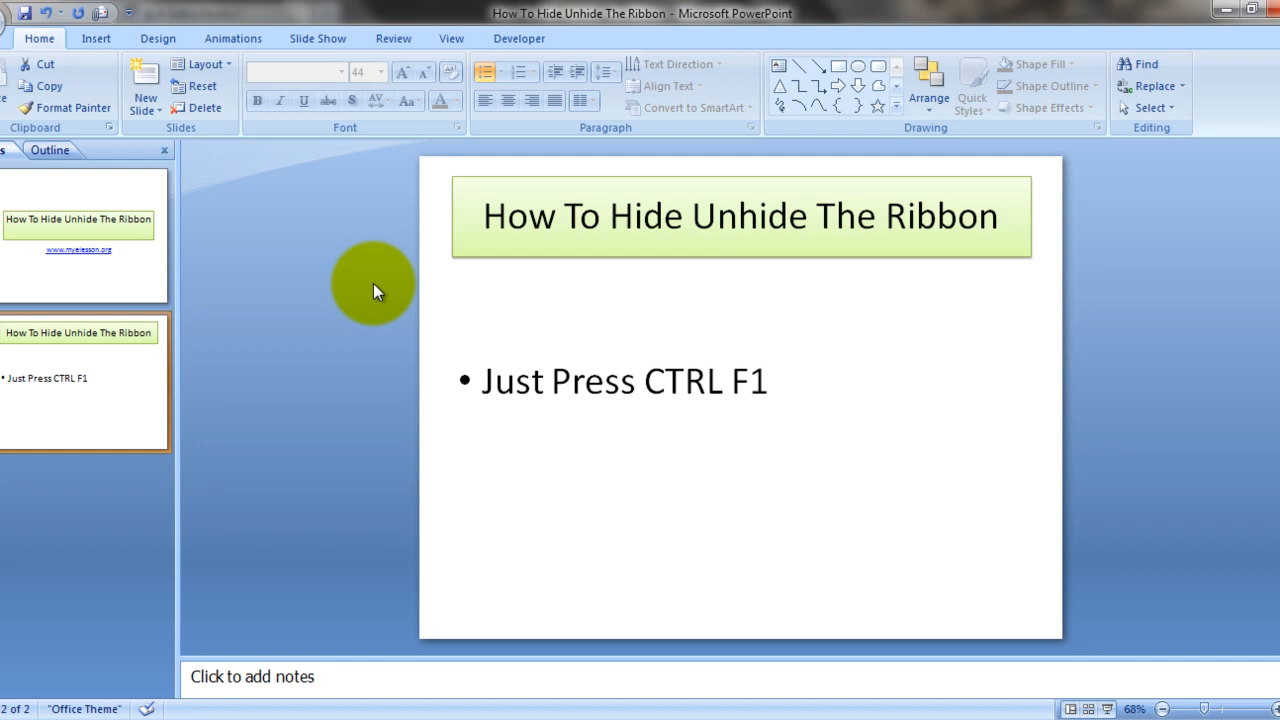 How To Hide Unhide The Ribbon - Microsoft PowerPoint
Home Insert Design Animations Slide Show Review View Developer
Cut
Copy
Format Painter
Clipboard
New Slide
Layout
Reset
Delete
Slides
44
B I U abc S AV Aa A
Font
Text Direction
Align Text
Convert to SmartArt
Paragraph
Arrange
Quick Styles
Shape Fill
Shape Outline
Shape Effects
Drawing
Find
Replace
Select
Editing
Outline
How To Hide Unhide The Ribbon
www.myelesson.org
How To Hide Unhide The Ribbon
• Just Press CTRL F1
How To Hide Unhide The Ribbon
• Just Press CTRL F1
Click to add notes
2 of 2 "Office Theme" 68%